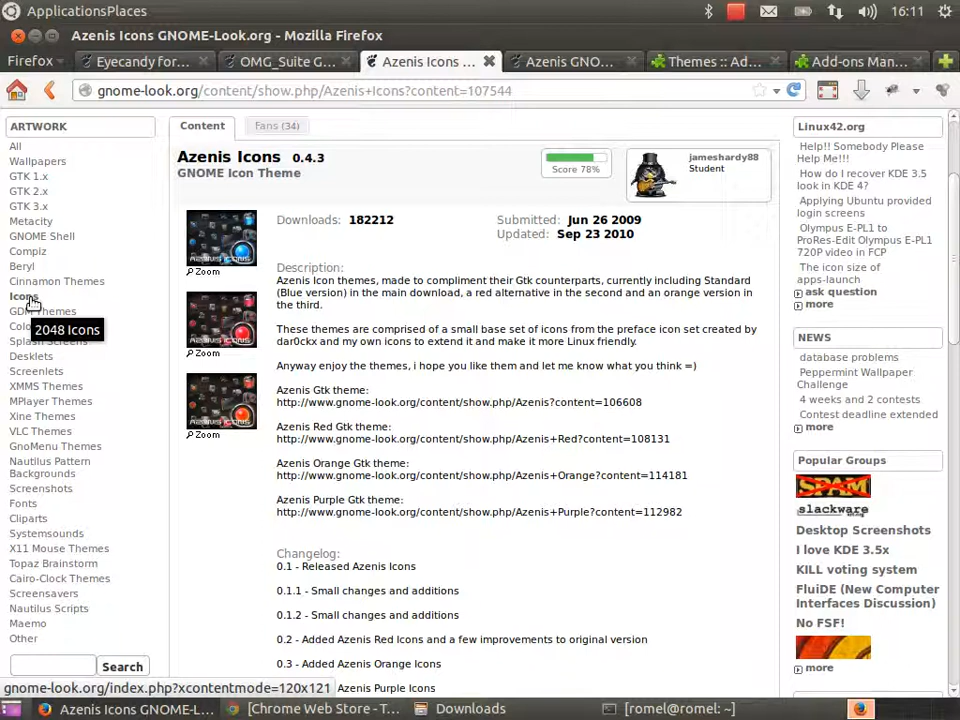 ApplicationsPlaces
16:11
Azenis Icons GNOME-Look.org - Mozilla Firefox
Firefox
Eyecandy for...
OMG_Suite G...
Azenis Icons ...
Azenis GNO...
Themes :: Ad...
Add-ons Man...
gnome-look.org/content/show.php/Azenis+Icons?content=107544
ARTWORK
All
Wallpapers
GTK 1.x
GTK 2.x
GTK 3.x
Metacity
GNOME Shell
Compiz
Beryl
Cinnamon Themes
Icons
GDM Themes
2048 Icons
Splash Screens
Desklets
Screenlets
XMMS Themes
MPlayer Themes
Xine Themes
VLC Themes
GnoMenu Themes
Nautilus Pattern
Backgrounds
Screenshots
Fonts
Cliparts
Systemsounds
X11 Mouse Themes
Topaz Brainstorm
Cairo-Clock Themes
Screensavers
Nautilus Scripts
Maemo
Other
Search
Content
Fans (34)
Azenis Icons 0.4.3
GNOME Icon Theme
Score 78%
jameshardy88
Student
Zoom
Zoom
Zoom
Downloads: 182212
Submitted: Jun 26 2009
Updated: Sep 23 2010
Description:
Azenis Icon themes, made to compliment their Gtk counterparts, currently including Standard
(Blue version) in the main download, a red alternative in the second and an orange version in
the third.
These themes are comprised of a small base set of icons from the preface icon set created by
dar0ckx and my own icons to extend it and make it more Linux friendly.
Anyway enjoy the themes, i hope you like them and let me know what you think =)
Azenis Gtk theme:
http://www.gnome-look.org/content/show.php/Azenis?content=106608
Azenis Red Gtk theme:
http://www.gnome-look.org/content/show.php/Azenis+Red?content=108131
Azenis Orange Gtk theme:
http://www.gnome-look.org/content/show.php/Azenis+Orange?content=114181
Azenis Purple Gtk theme:
http://www.gnome-look.org/content/show.php/Azenis+Purple?content=112982
Changelog:
0.1 - Released Azenis Icons
0.1.1 - Small changes and additions
0.1.2 - Small changes and additions
0.2 - Added Azenis Red Icons and a few improvements to original version
0.3 - Added Azenis Orange Icons
Azenis Purple Icons
Linux42.org
Help!! Somebody Please
Help Me!!!
How do I recover KDE 3.5
look in KDE 4?
Applying Ubuntu provided
login screens
Olympus E-PL1 to
ProRes-Edit Olympus E-PL1
720P video in FCP
The icon size of
apps-launch
ask question
more
NEWS
database problems
Peppermint Wallpaper
Challenge
4 weeks and 2 contests
Contest deadline extended
more
Popular Groups
SPAM
slackware
Desktop Screenshots
I love KDE 3.5x
KILL voting system
FluiDE (New Computer
Interfaces Discussion)
No FSF!
more
gnome-look.org/index.php?xcontentmode=120x121
Azenis Icons GNOME-L...
[Chrome Web Store - T...
Downloads
[romel@romel: ~]